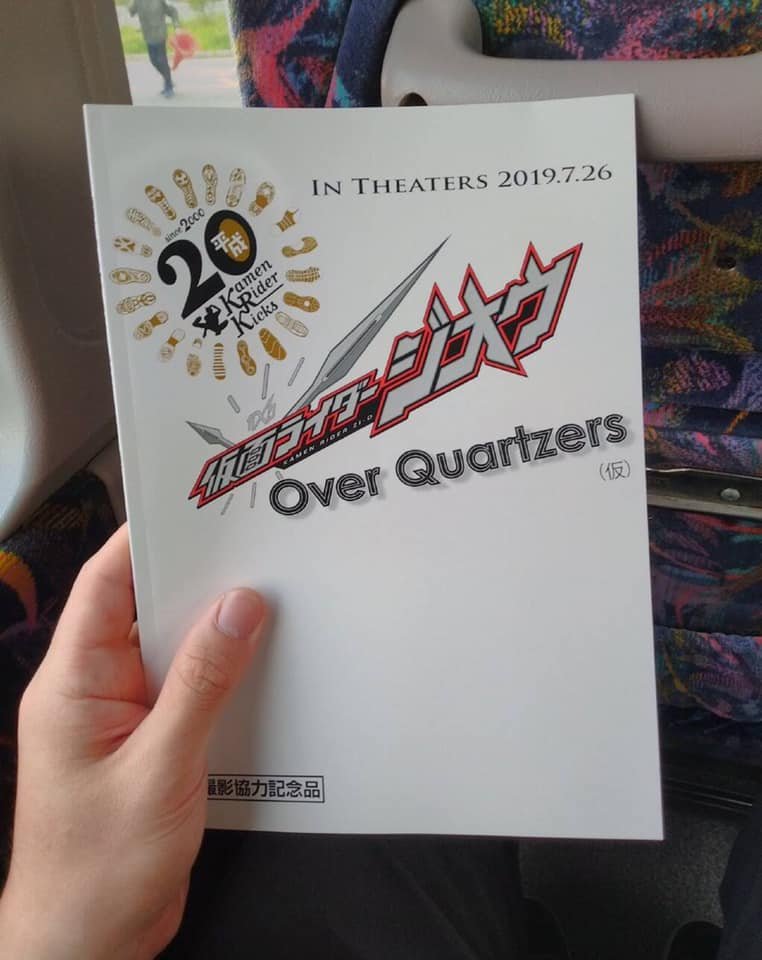 IN THEATERS 2019.7.26
since 2000
20
平成
Kamen
Rider
Kicks
仮面ライダージオウ
KAMEN RIDER ZI-O
Over Quartzers
(仮)
撮影協力記念品